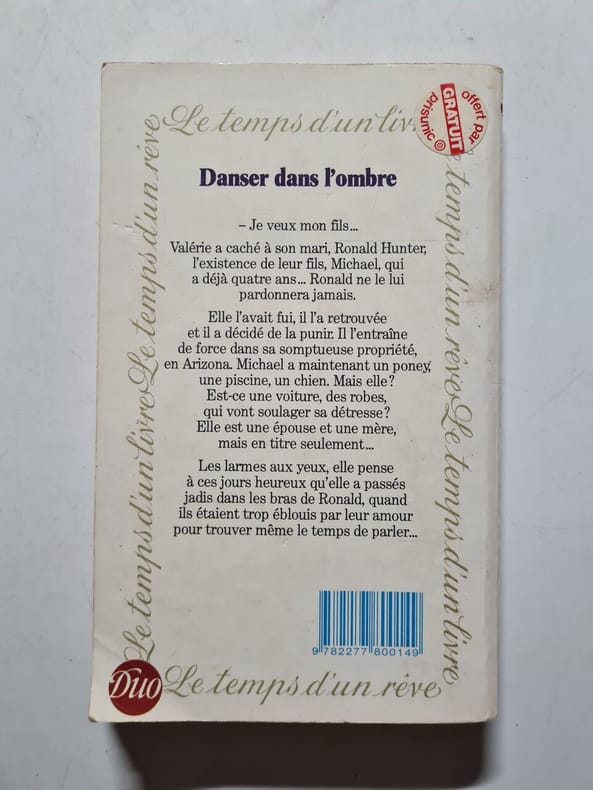 Le temps d'un livr
offert par
GRATUIT
prisunic
Danser dans l'ombre
– Je veux mon fils...
Valérie a caché à son mari, Ronald Hunter,
l'existence de leur fils, Michael, qui
a déjà quatre ans... Ronald ne le lui
pardonnera jamais.
Elle l'avait fui, il l'a retrouvée
et il a décidé de la punir. Il l'entraîne
de force dans sa somptueuse propriété,
en Arizona. Michael a maintenant un poney,
une piscine, un chien. Mais elle?
Est-ce une voiture, des robes,
qui vont soulager sa détresse?
Elle est une épouse et une mère,
mais en titre seulement...
Les larmes aux yeux, elle pense
à ces jours heureux qu'elle a passés
jadis dans les bras de Ronald, quand
ils étaient trop éblouis par leur amour
pour trouver même le temps de parler...
Le temps d'un livre Le temps d'un rêve
e temps d'un rêve Le temps d'un livre
9 782277 800149
Duo
Le temps d'un rêve